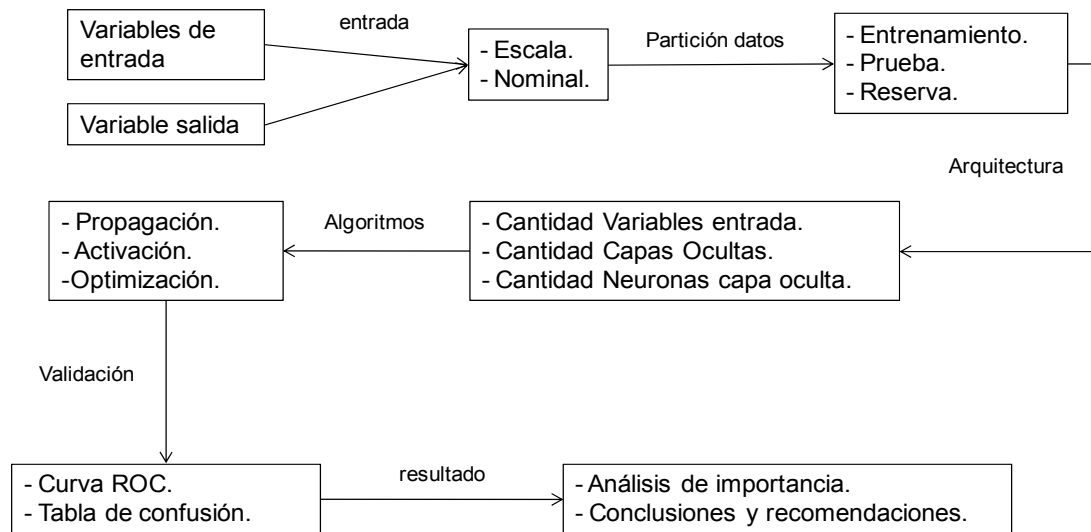 Variables de
entrada
entrada
Variable salida
- Escala.
- Nominal.
Partición datos
- Entrenamiento.
- Prueba.
- Reserva.
Arquitectura
- Cantidad Variables entrada.
- Cantidad Capas Ocultas.
- Cantidad Neuronas capa oculta.
Algoritmos
- Propagación.
- Activación.
-Optimización.
Validación
- Curva ROC.
- Tabla de confusión.
resultado
- Análisis de importancia.
- Conclusiones y recomendaciones.